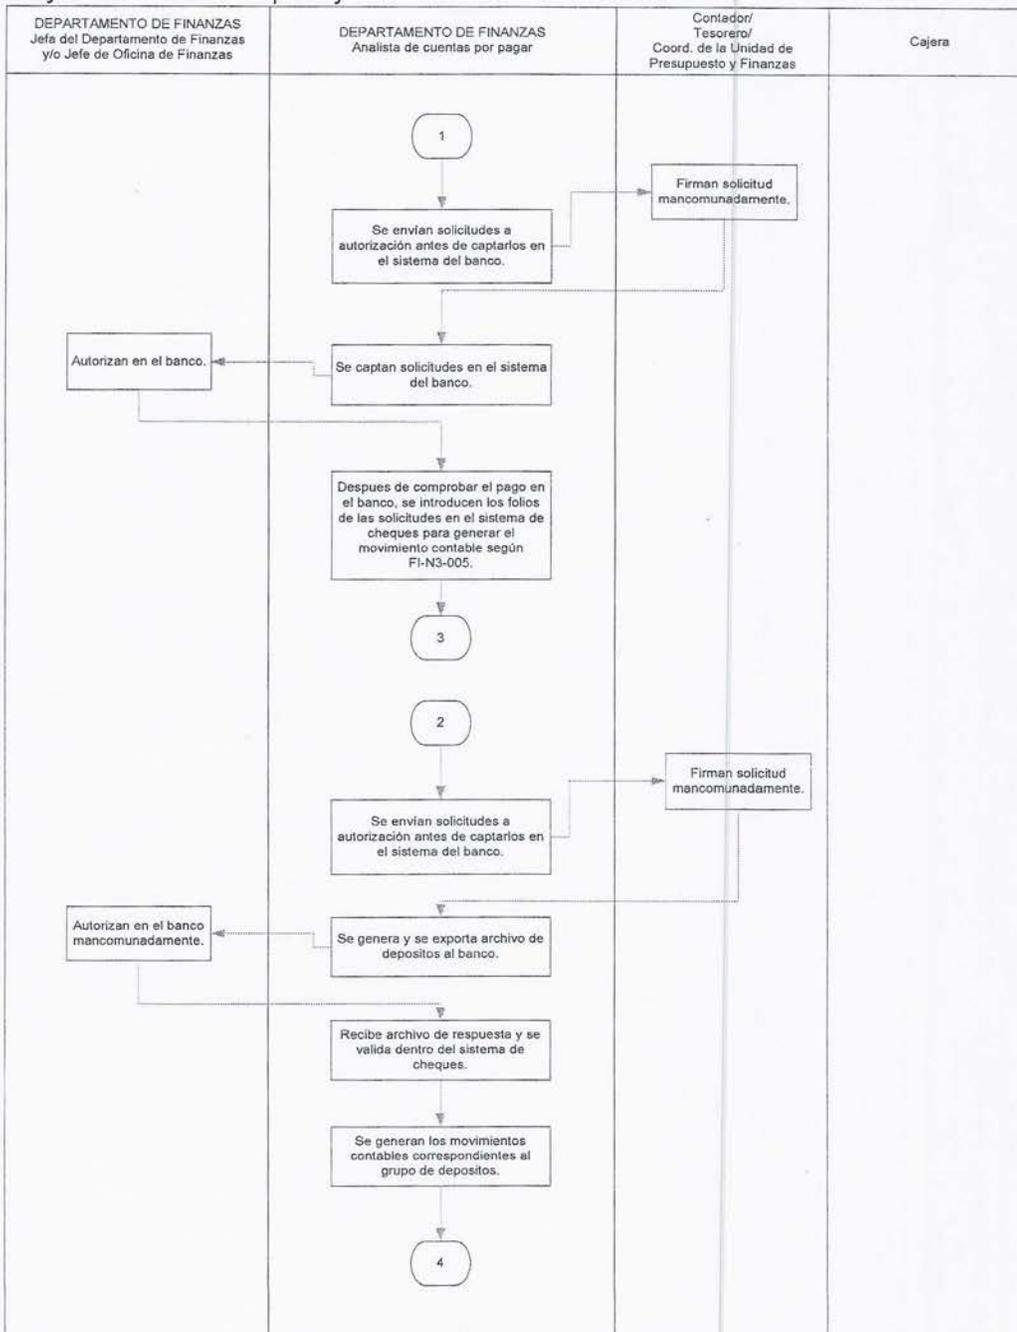 DEPARTAMENTO DE FINANZAS
Jefa del Departamento de Finanzas
y/o Jefe de Oficina de Finanzas
DEPARTAMENTO DE FINANZAS
Analista de cuentas por pagar
Contador/
Tesorero/
Coord. de la Unidad de
Presupuesto y Finanzas
Cajera
1
Firman solicitud
mancomunadamente.
Se envían solicitudes a
autorización antes de captarlos en
el sistema del banco.
Autorizan en el banco.
Se captan solicitudes en el sistema
del banco.
Despues de comprobar el pago en
el banco, se introducen los folios
de las solicitudes en el sistema de
cheques para generar el
movimiento contable según
FI-N3-005.
3
2
Firman solicitud
mancomunadamente.
Se envían solicitudes a
autorización antes de captarlos en
el sistema del banco.
Autorizan en el banco
mancomunadamente.
Se genera y se exporta archivo de
depositos al banco.
Recibe archivo de respuesta y se
valida dentro del sistema de
cheques.
Se generan los movimientos
contables correspondientes al
grupo de depositos.
4